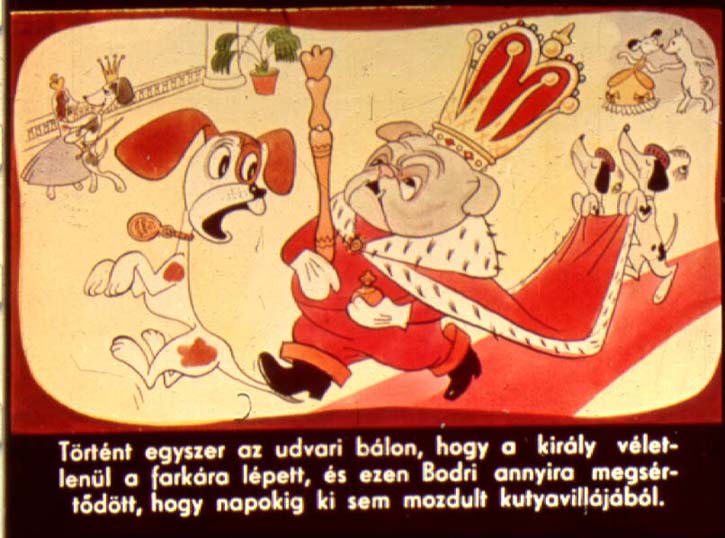 Történt egyszer az udvari bálon, hogy a király vélet-
lenül a farkára lépett, és ezen Bodri annyira megsér-
tődött, hogy napokig ki sem mozdult kutyavillájából.